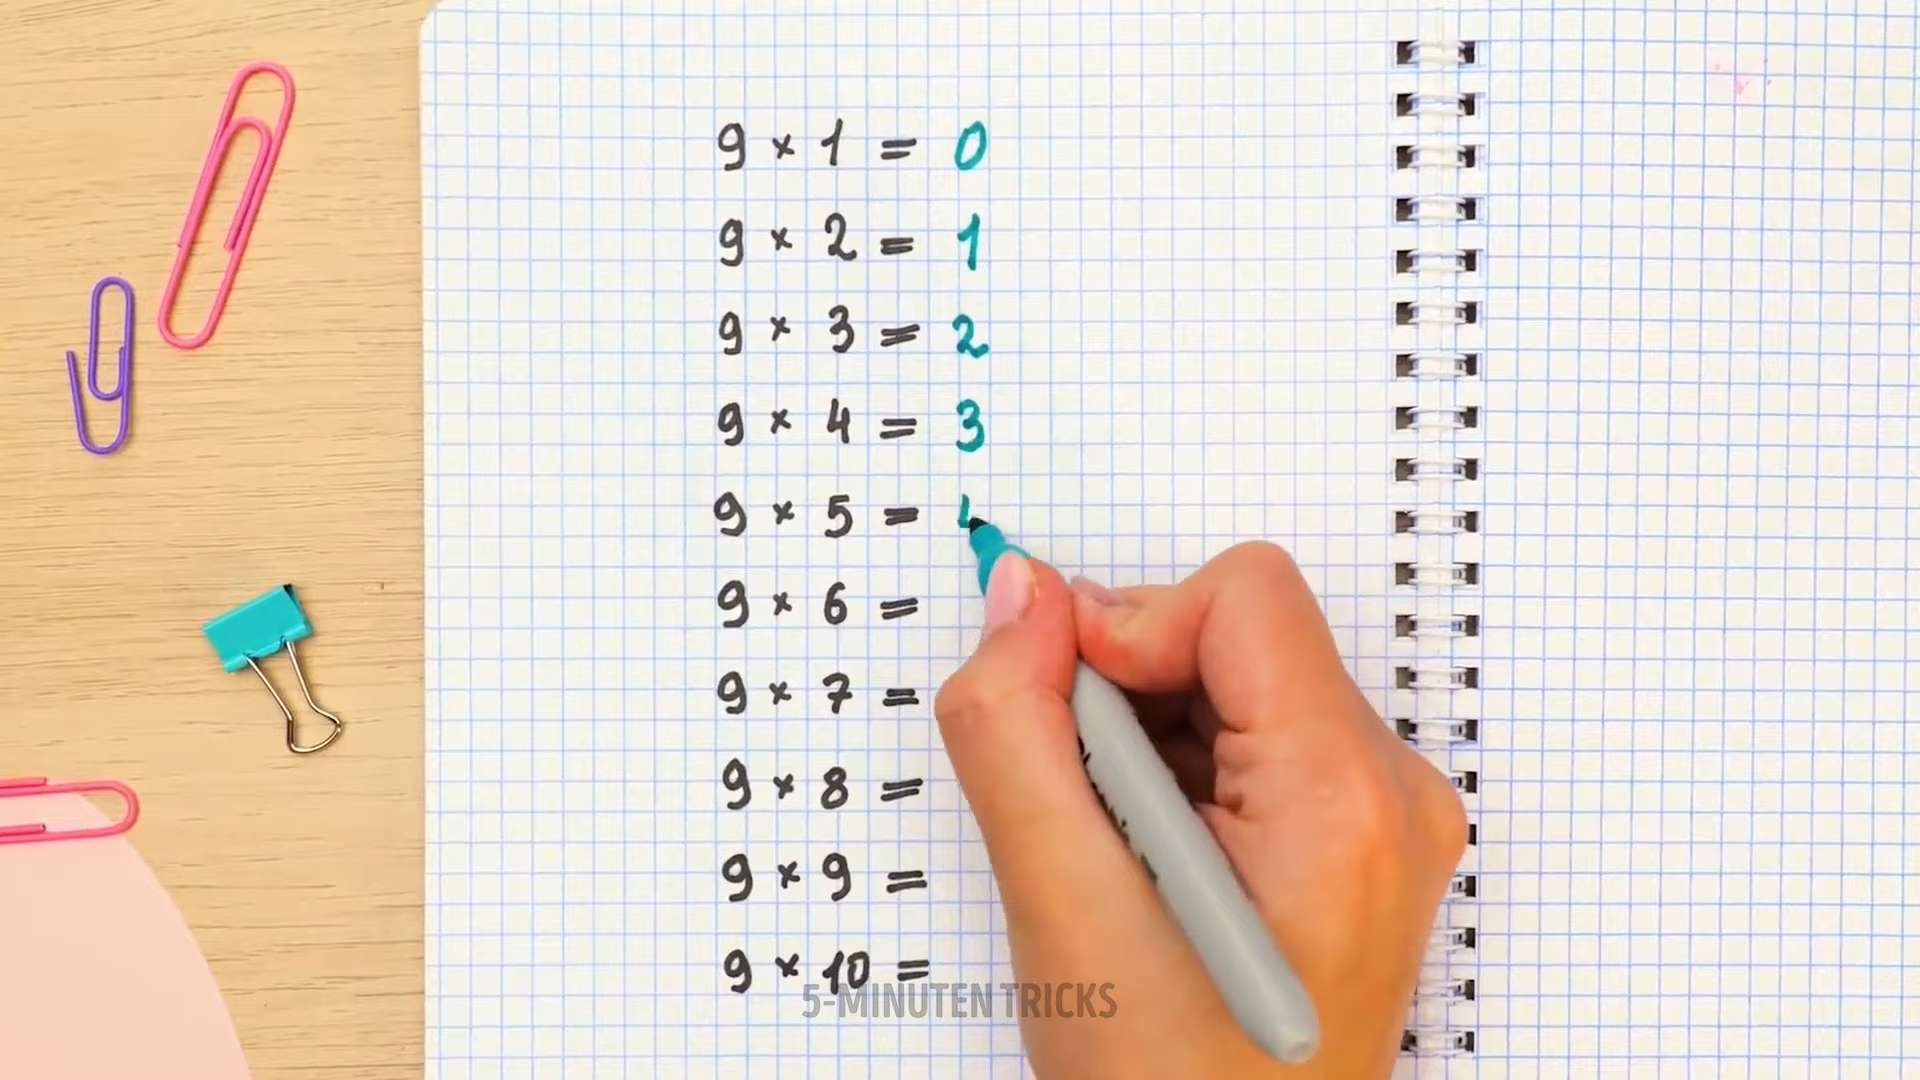 9 × 1 = 0
9 × 2 = 1
9 × 3 = 2
9 × 4 = 3
9 × 5 =
9 × 6 =
9 × 7 =
9 × 8 =
9 × 9 =
9 × 10 =
5-MINUTEN TRICKS